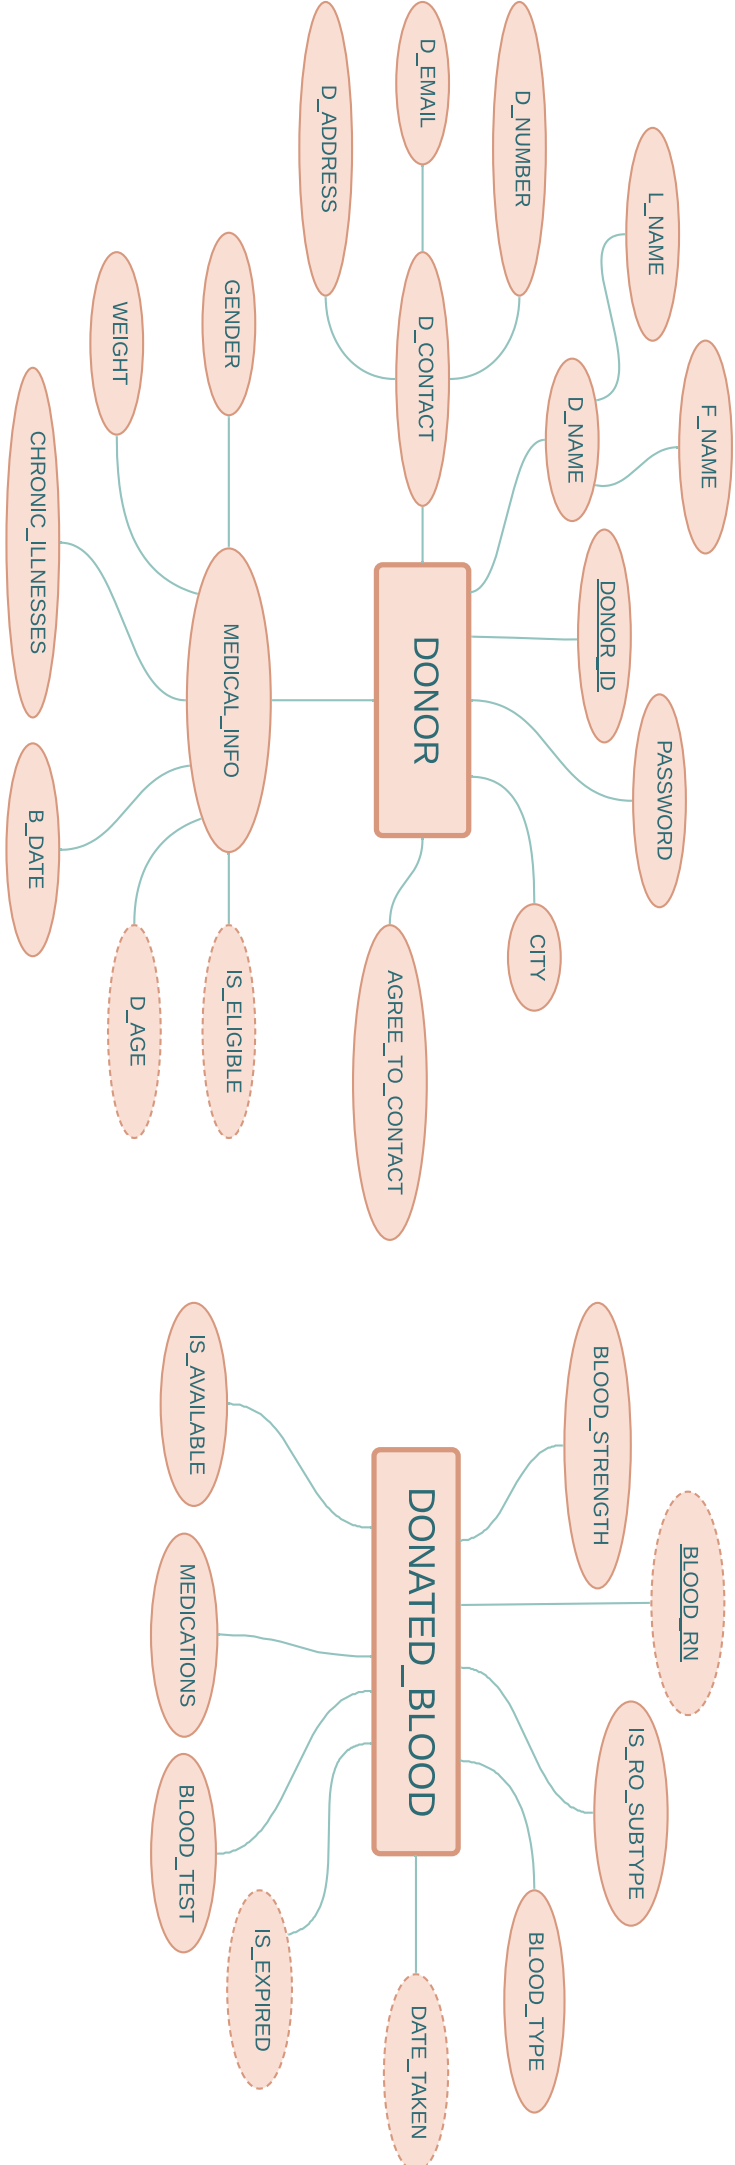 L_NAME
F_NAME
D_NUMBER
D_EMAIL
D_ADDRESS
D_NAME
D_CONTACT
DONOR_ID
PASSWORD
CITY
DONOR
AGREE_TO_CONTACT
GENDER
WEIGHT
CHRONIC_ILLNESSES
MEDICAL_INFO
B_DATE
D_AGE
IS_ELIGIBLE
BLOOD_STRENGTH
BLOOD_RN
IS_RO_SUBTYPE
BLOOD_TYPE
DONATED_BLOOD
DATE_TAKEN
IS_AVAILABLE
MEDICATIONS
BLOOD_TEST
IS_EXPIRED